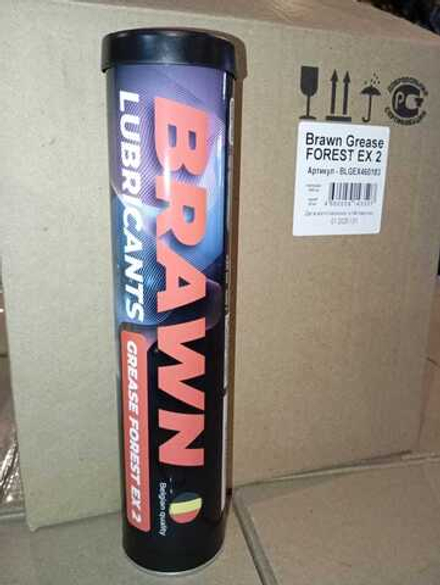 BRAWN
LUBRICANTS
GREASE FOREST EX 2
Belgian quality
Brawn Grease
FOREST EX 2
Артикул - BLGEX460183